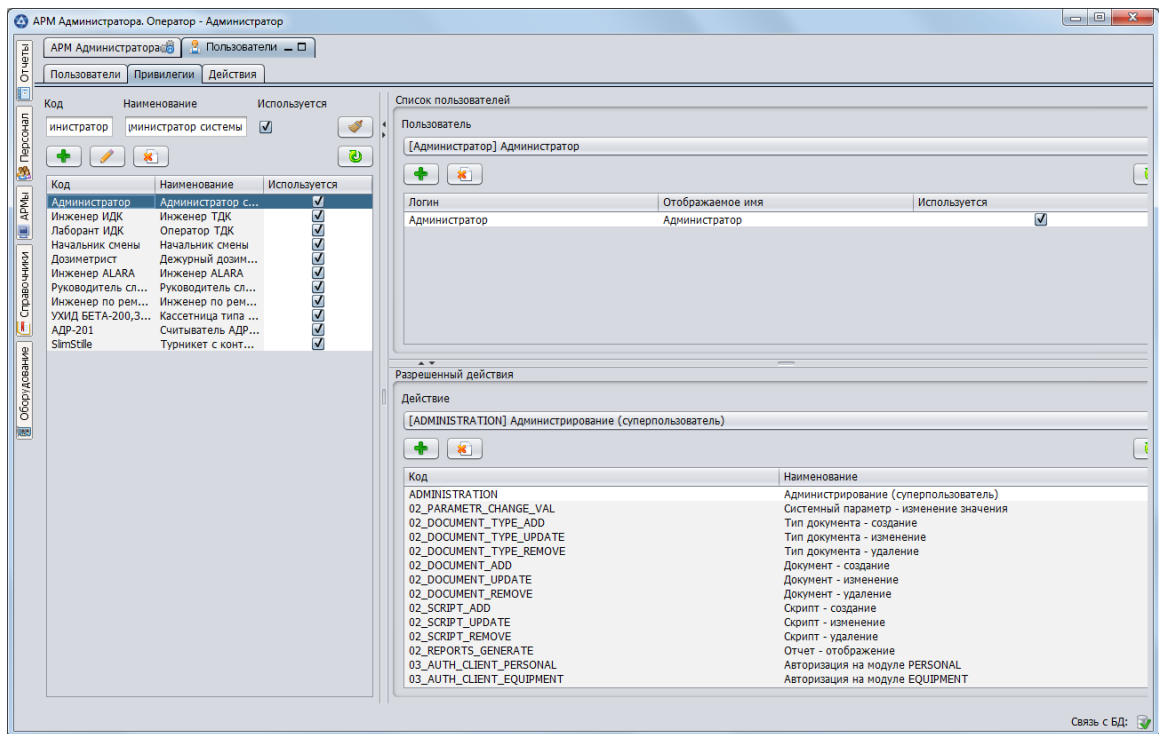 АРМ Администратора. Оператор - Администратор
АРМ Администратора
Пользователи
Пользователи Привилегии Действия
Отчеты
Персонал
АРМы
Справочники
Оборудование
Код Наименование Используется
инистратор цминистратор системы
Код Наименование Используется
Администратор Администратор с...
Инженер ИДК Инженер ТДК
Лаборант ИДК Оператор ТДК
Начальник смены Начальник смены
Дозиметрист Дежурный дозим...
Инженер ALARA Инженер ALARA
Руководитель сл... Руководитель сл...
Инженер по рем... Инженер по рем...
УХИД БЕТА-200,3... Кассетница типа ...
АДР-201 Считыватель АДР...
SlimStille Турникет с конт...
Список пользователей
Пользователь
[Администратор] Администратор
Логин Отображаемое имя Используется
Администратор Администратор
Разрешенный действия
Действие
[ADMINISTRATION] Администрирование (суперпользователь)
Код Наименование
ADMINISTRATION Администрирование (суперпользователь)
02_PARAMETR_CHANGE_VAL Системный параметр - изменение значения
02_DOCUMENT_TYPE_ADD Тип документа - создание
02_DOCUMENT_TYPE_UPDATE Тип документа - изменение
02_DOCUMENT_TYPE_REMOVE Тип документа - удаление
02_DOCUMENT_ADD Документ - создание
02_DOCUMENT_UPDATE Документ - изменение
02_DOCUMENT_REMOVE Документ - удаление
02_SCRIPT_ADD Скрипт - создание
02_SCRIPT_UPDATE Скрипт - изменение
02_SCRIPT_REMOVE Скрипт - удаление
02_REPORTS_GENERATE Отчет - отображение
03_AUTH_CLIENT_PERSONAL Авторизация на модуле PERSONAL
03_AUTH_CLIENT_EQUIPMENT Авторизация на модуле EQUIPMENT
Связь с БД: